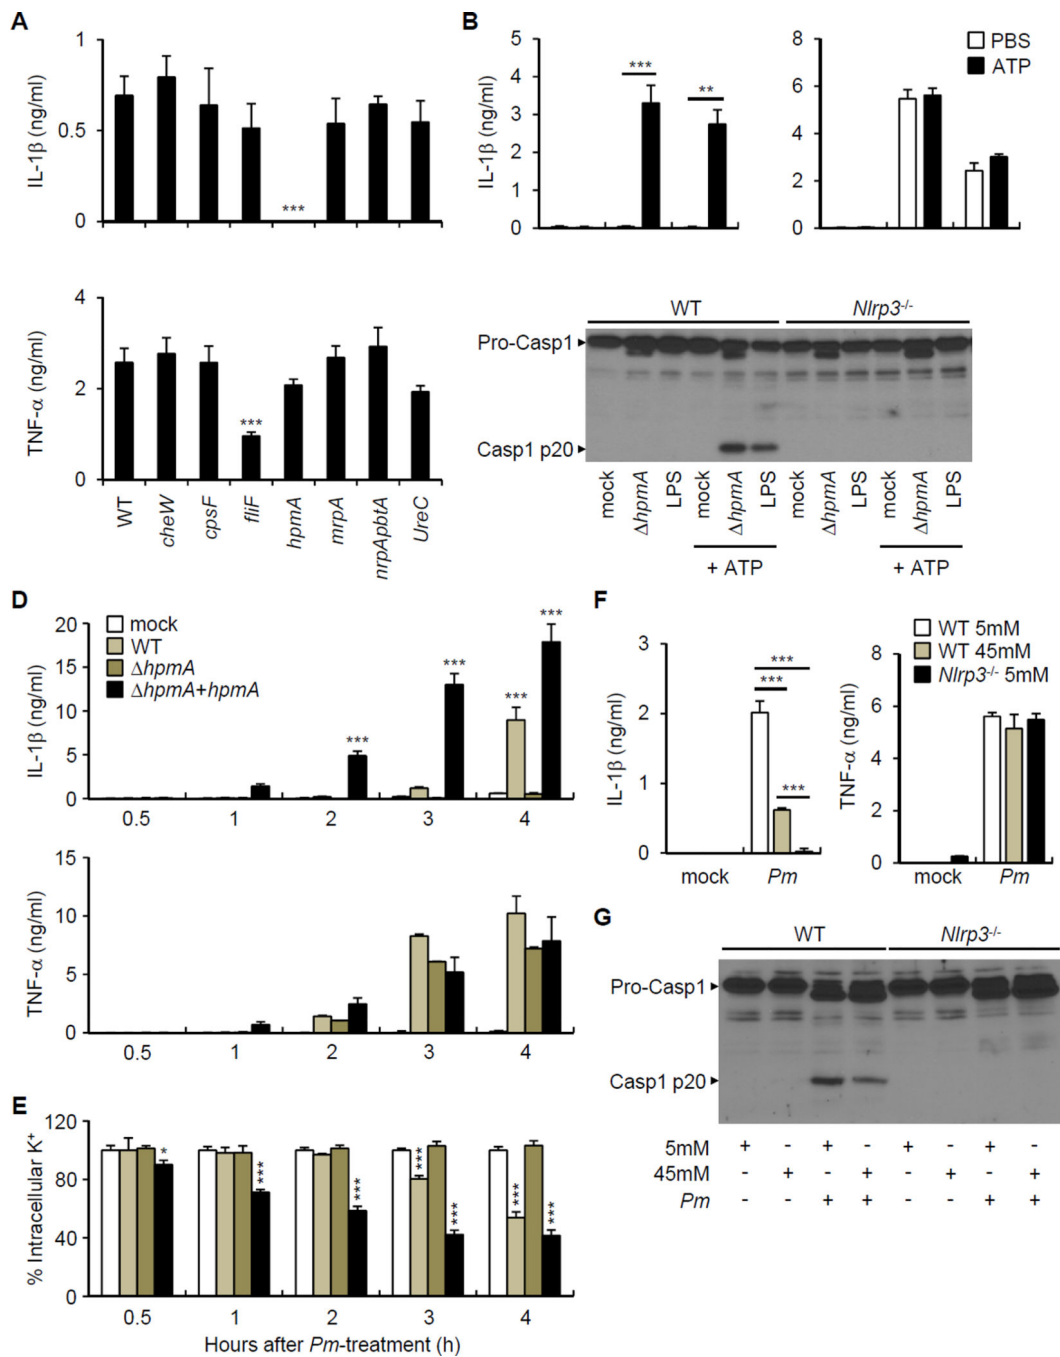 A
IL-1β (ng/ml)
1
0.5
0
***
TNF-α (ng/ml)
4
2
0
***
WT
cheW
cpsF
fliF
hpmA
mrpA
nrpApbtA
UreC
B
IL-1β (ng/ml)
5
4
3
2
1
0
***
**
8
6
4
2
0
PBS
ATP
WT
Nlrp3-/-
Pro-Casp1
Casp1 p20
mock
ΔhpmA
LPS
mock
ΔhpmA
LPS
mock
ΔhpmA
LPS
mock
ΔhpmA
LPS
+ ATP
+ ATP
D
IL-1β (ng/ml)
20
15
10
5
0
mock
WT
ΔhpmA
ΔhpmA+hpmA
***
***
***
***
0.5 1 2 3 4
TNF-α (ng/ml)
15
10
5
0
0.5 1 2 3 4
E
% Intracellular K+
120
80
40
0
*
***
***
***
***
***
***
0.5 1 2 3 4
Hours after Pm-treatment (h)
F
IL-1β (ng/ml)
3
2
1
0
***
***
***
mock Pm
TNF-α (ng/ml)
8
6
4
2
0
WT 5mM
WT 45mM
Nlrp3-/- 5mM
mock Pm
G
WT
Nlrp3-/-
Pro-Casp1
Casp1 p20
5mM + - + - + - + -
45mM - + - + - + - +
Pm - - + + - - + +